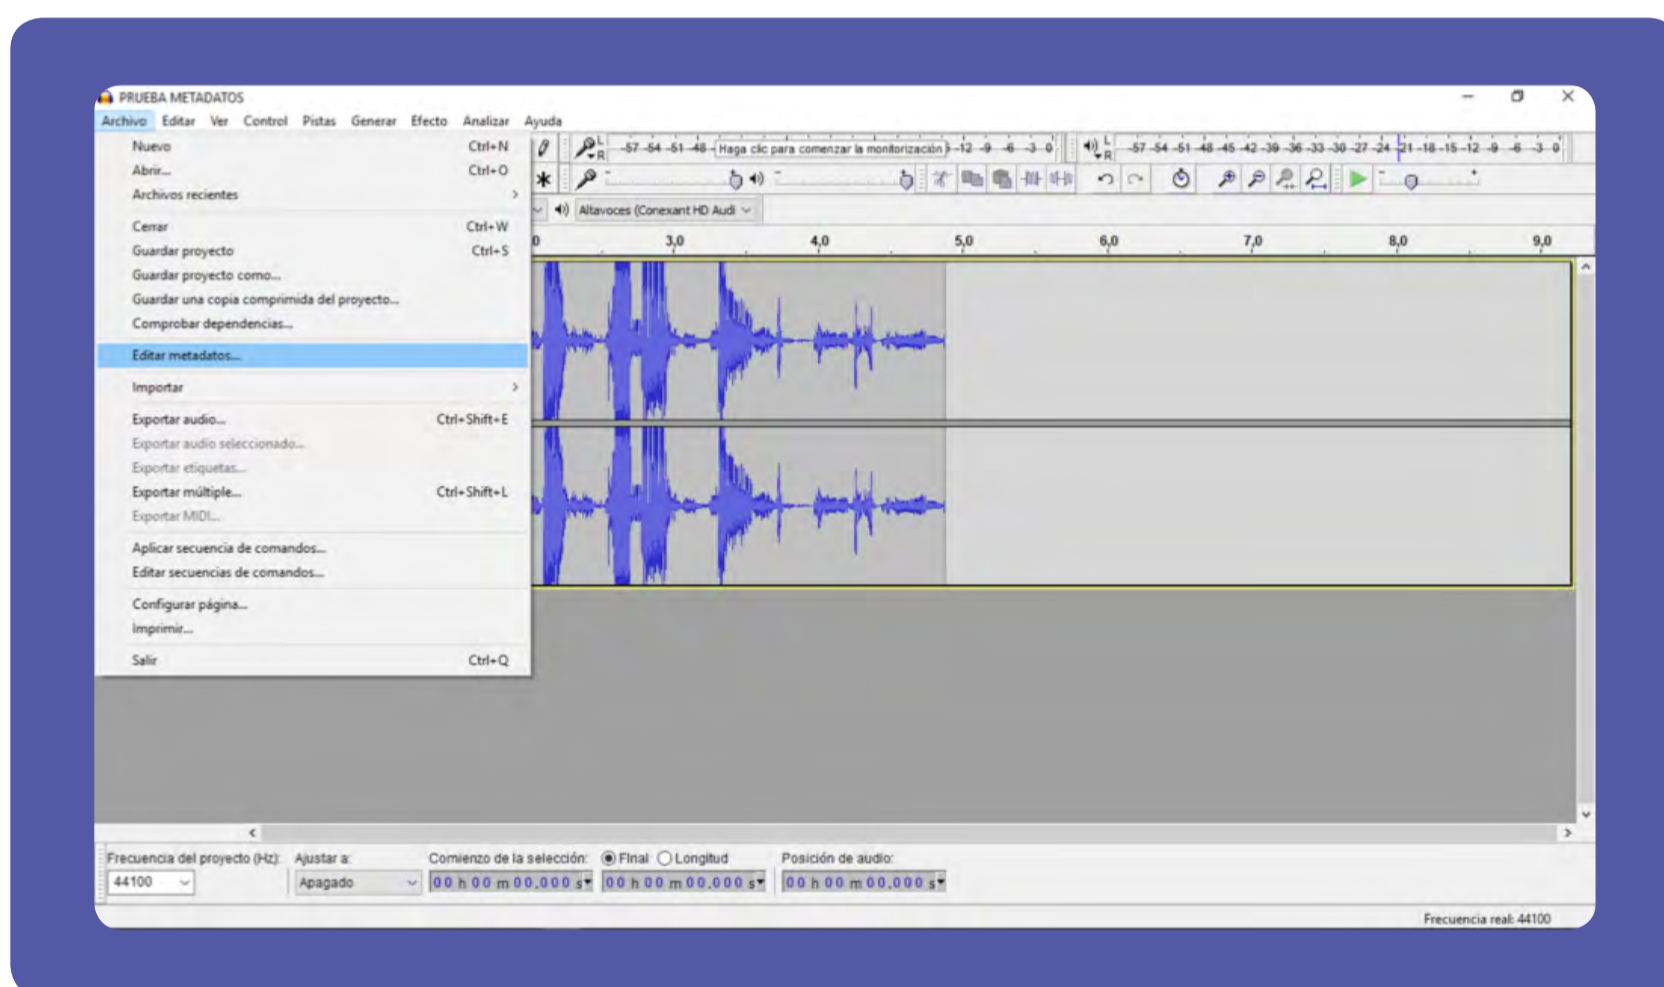 PRUEBA METADATOS
Archivo Editar Ver Control Pistas Generar Efecto Analizar Ayuda
Nuevo Ctrl+N
Abrir... Ctrl+O
Archivos recientes
Cerrar Ctrl+W
Guardar proyecto Ctrl+S
Guardar proyecto como...
Guardar una copia comprimida del proyecto...
Comprobar dependencias...
Editar metadatos...
Importar
Exportar audio... Ctrl+Shift+E
Exportar audio seleccionado...
Exportar etiquetas...
Exportar múltiple... Ctrl+Shift+L
Exportar MIDI...
Aplicar secuencia de comandos...
Editar secuencias de comandos...
Configurar página...
Imprimir...
Salir Ctrl+Q
L R -57 -54 -51 -48 - Haga clic para comenzar la monitorización -12 -9 -6 -3 0
L R -57 -54 -51 -48 -45 -42 -39 -36 -33 -30 -27 -24 -21 -18 -15 -12 -9 -6 -3 0
Altavoces (Conexant HD Audi
0 3,0 4,0 5,0 6,0 7,0 8,0 9,0
Frecuencia del proyecto (Hz): Ajustar a: Comienzo de la selección: Final Longitud Posición de audio:
44100 Apagado 00 h 00 m 00.000 s 00 h 00 m 00.000 s 00 h 00 m 00.000 s
Frecuencia real: 44100